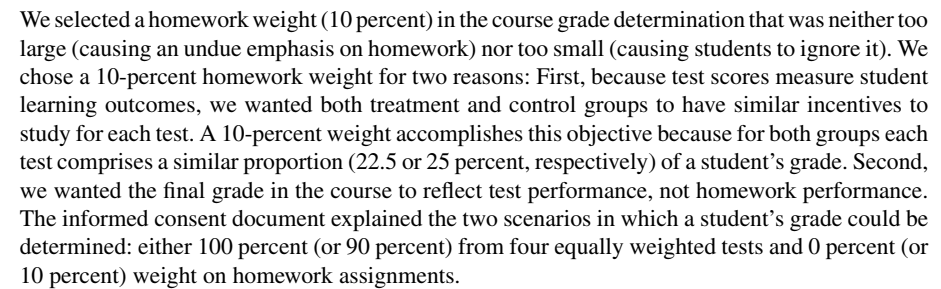 We selected a homework weight (10 percent) in the course grade determination that was neither too
large (causing an undue emphasis on homework) nor too small (causing students to ignore it). We
chose a 10-percent homework weight for two reasons: First, because test scores measure student
learning outcomes, we wanted both treatment and control groups to have similar incentives to
study for each test. A 10-percent weight accomplishes this objective because for both groups each
test comprises a similar proportion (22.5 or 25 percent, respectively) of a student’s grade. Second,
we wanted the final grade in the course to reflect test performance, not homework performance.
The informed consent document explained the two scenarios in which a student’s grade could be
determined: either 100 percent (or 90 percent) from four equally weighted tests and 0 percent (or
10 percent) weight on homework assignments.